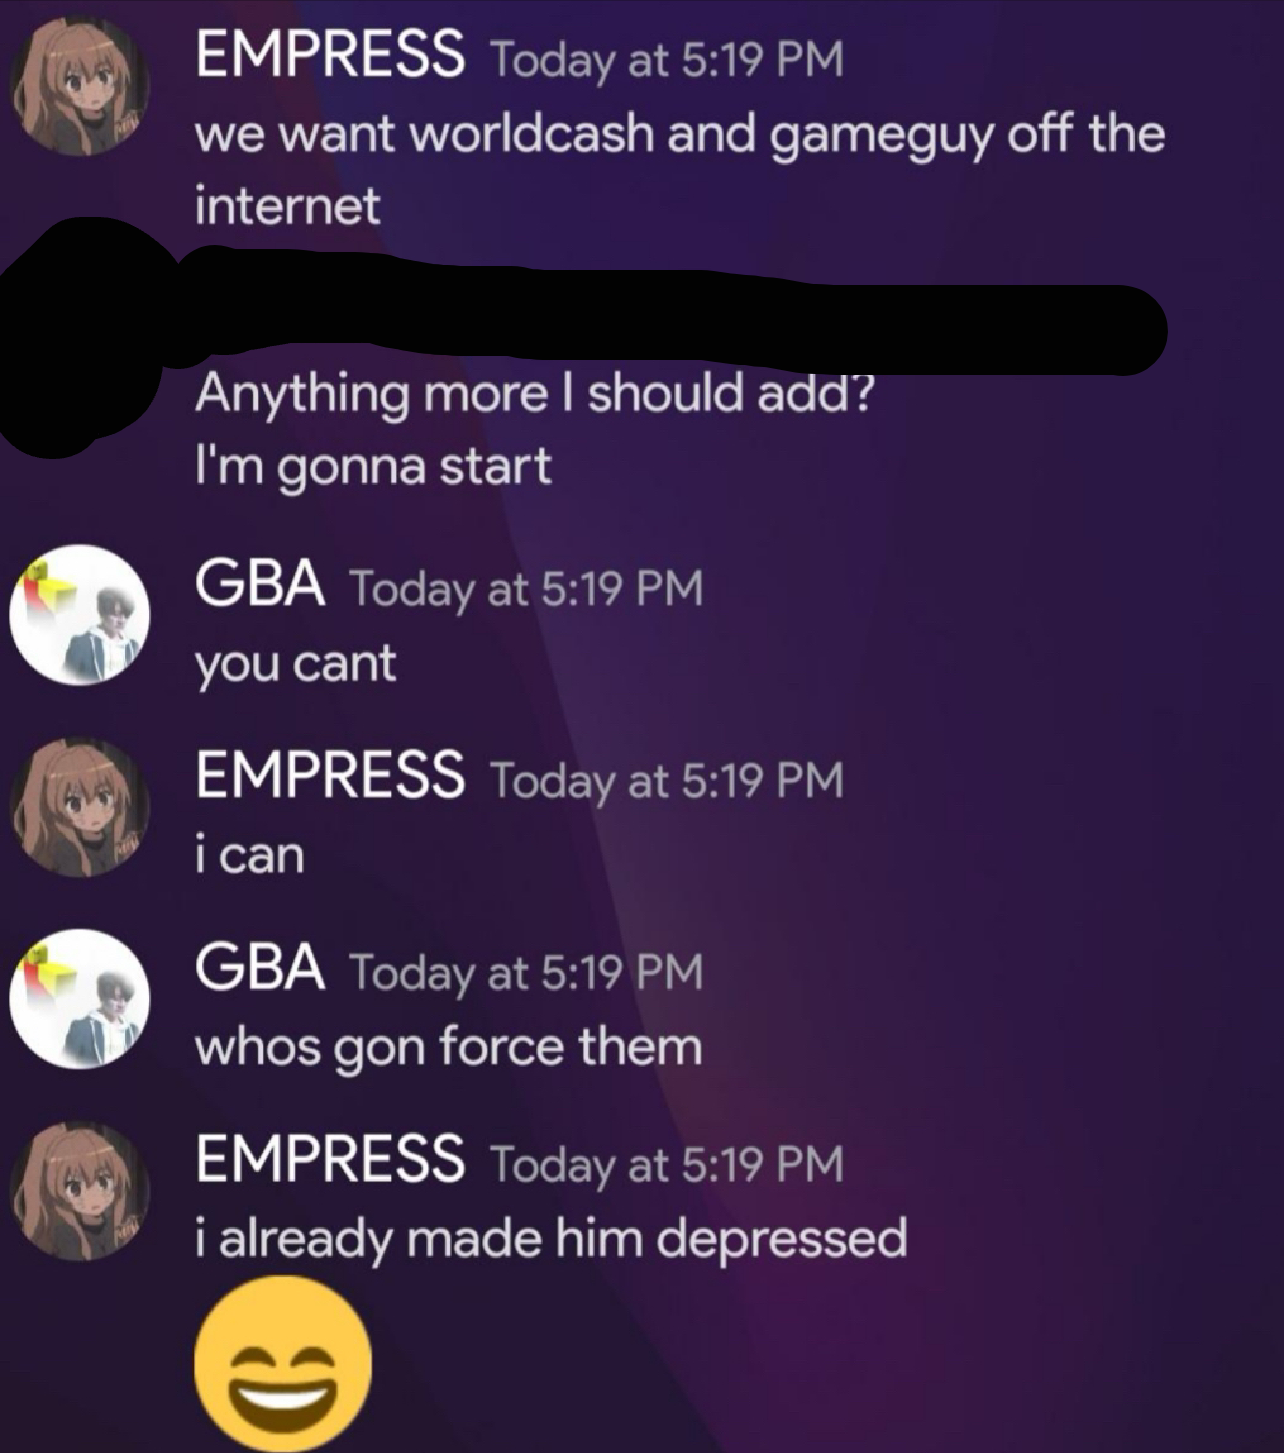 EMPRESS Today at 5:19 PM
we want worldcash and gameguy off the
internet
Anything more I should add?
I'm gonna start
GBA Today at 5:19 PM
you cant
EMPRESS Today at 5:19 PM
i can
GBA Today at 5:19 PM
whos gon force them
EMPRESS Today at 5:19 PM
i already made him depressed